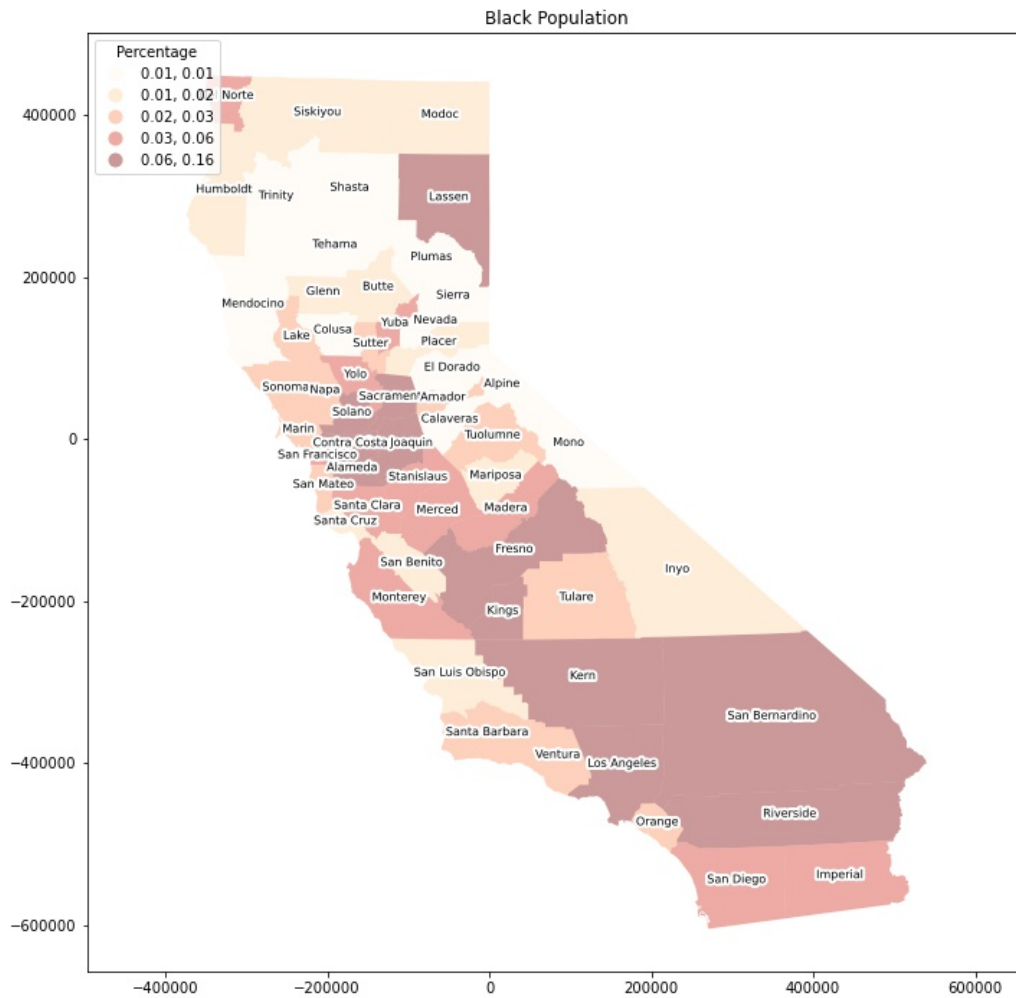 Black Population
Percentage
0.01, 0.01
0.01, 0.02
0.02, 0.03
0.03, 0.06
0.06, 0.16
Norte
Siskiyou
Modoc
Humboldt
Trinity
Shasta
Lassen
Tehama
Plumas
Glenn
Butte
Sierra
Mendocino
Lake
Colusa
Yuba
Nevada
Sutter
Placer
Yolo
El Dorado
Alpine
Sonoma
Napa
Sacramen
Amador
Solano
Calaveras
Marin
Tuolumne
Mono
Contra Costa
Joaquin
San Francisco
Alameda
Stanislaus
Mariposa
San Mateo
Santa Clara
Merced
Madera
Santa Cruz
Fresno
San Benito
Inyo
Monterey
Kings
Tulare
San Luis Obispo
Kern
San Bernardino
Santa Barbara
Ventura
Los Angeles
Orange
Riverside
San Diego
Imperial
400000
200000
0
−200000
−400000
−600000
−400000
−200000
0
200000
400000
600000